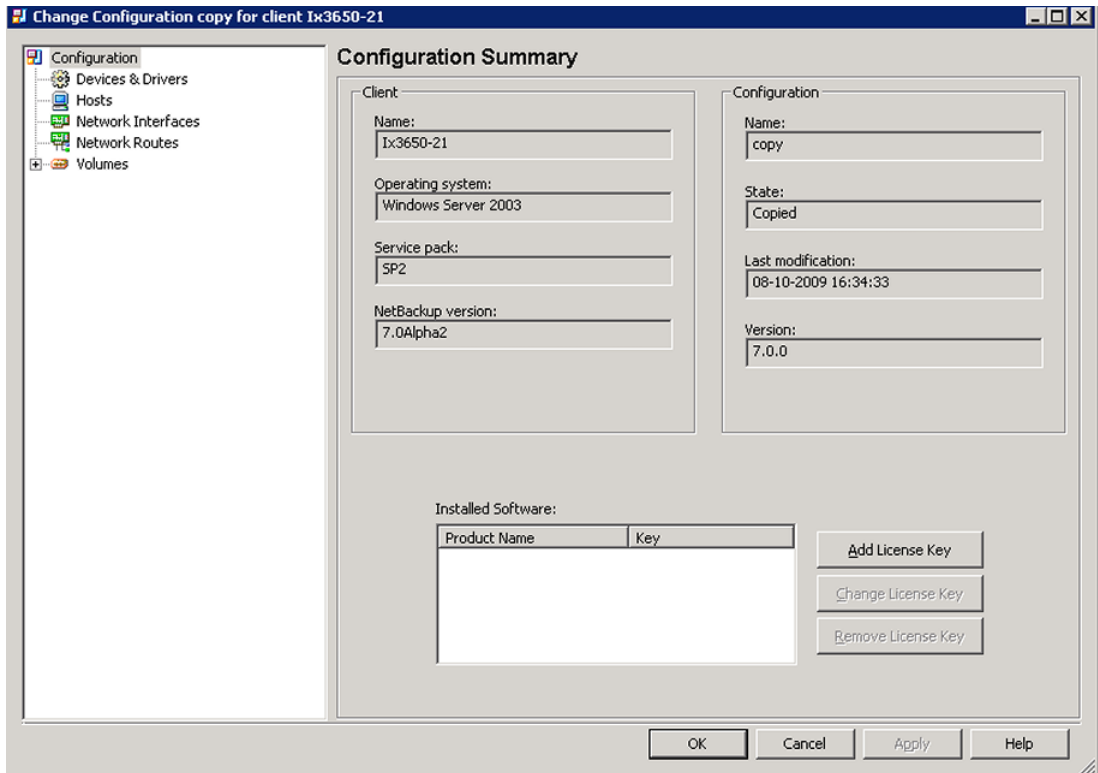 Change Configuration copy for client Ix3650-21
Configuration
Devices & Drivers
Hosts
Network Interfaces
Network Routes
Volumes
Configuration Summary
Client
Name:
Ix3650-21
Operating system:
Windows Server 2003
Service pack:
SP2
NetBackup version:
7.0Alpha2
Configuration
Name:
copy
State:
Copied
Last modification:
08-10-2009 16:34:33
Version:
7.0.0
Installed Software:
Product Name Key
Add License Key
Change License Key
Remove License Key
OK Cancel Apply Help